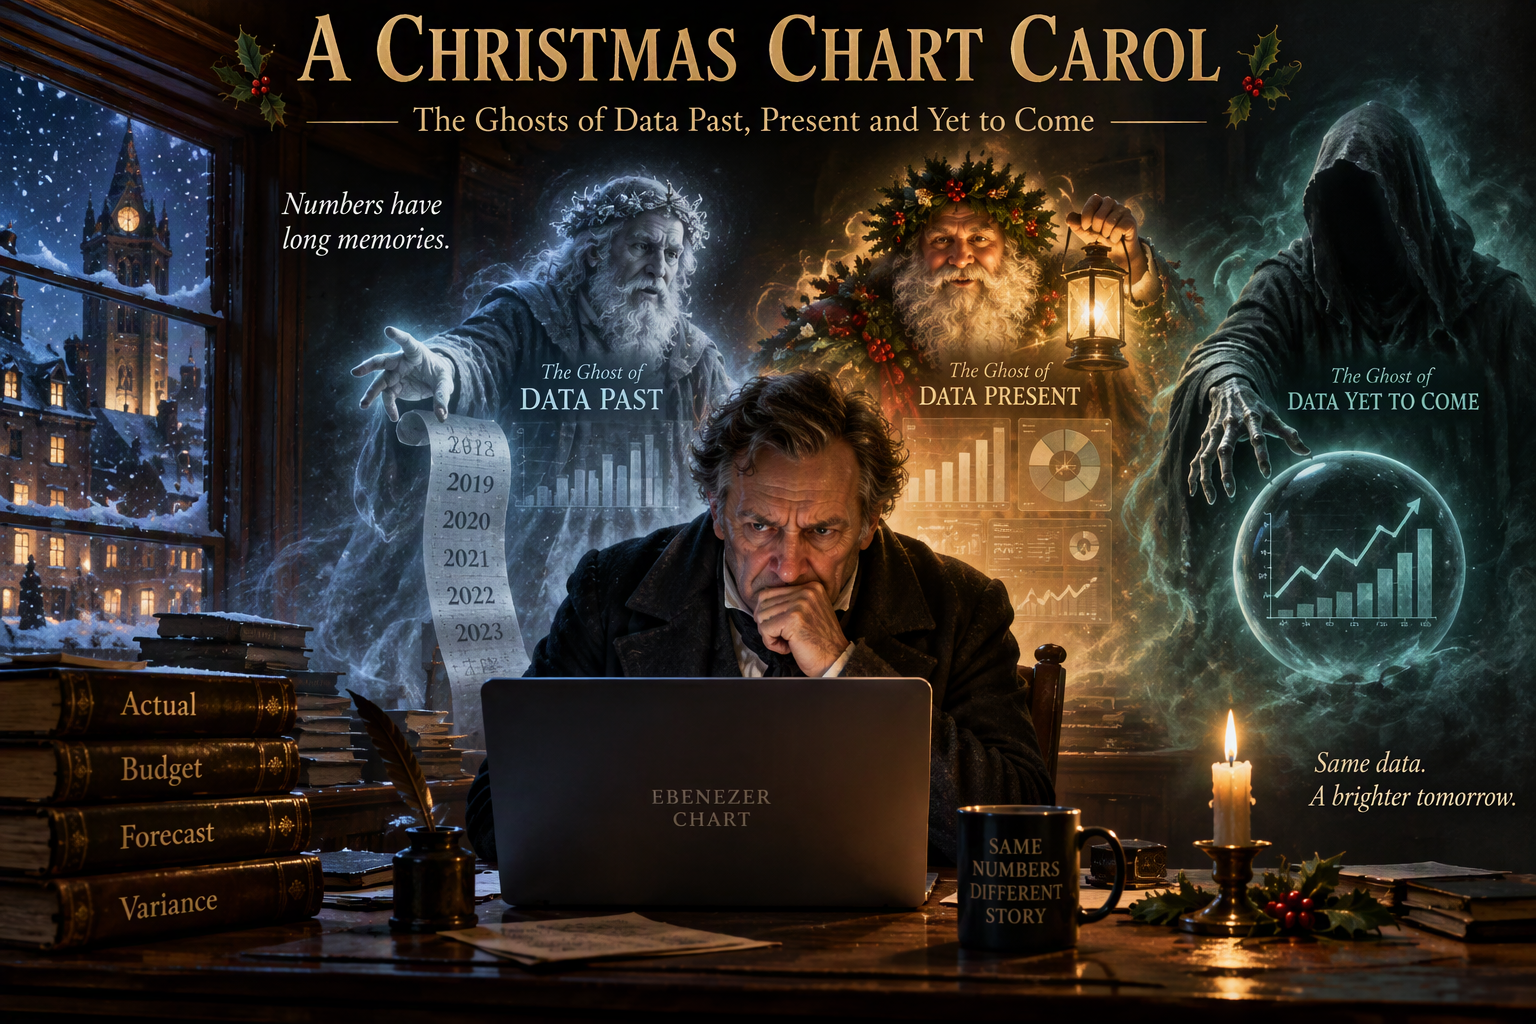 A CHRISTMAS CHART CAROL
The Ghosts of Data Past, Present and Yet to Come
Numbers have
long memories.
The Ghost of
DATA PAST
The Ghost of
DATA PRESENT
The Ghost of
DATA YET TO COME
2019
2020
2021
2022
2023
Actual
Budget
Forecast
Variance
EBENEZER
CHART
SAME
NUMBERS
DIFFERENT
STORY
Same data.
A brighter tomorrow.